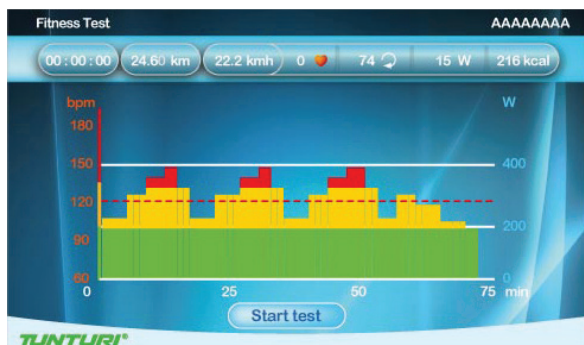 Fitness Test AAAAAAAA
00 : 00 : 00 24.60 km 22.2 kmh 0 74 15 W 216 kcal
bpm W
180
150 400
120
90 200
60 0
0 25 50 75 min
Start test
TUNTURI®